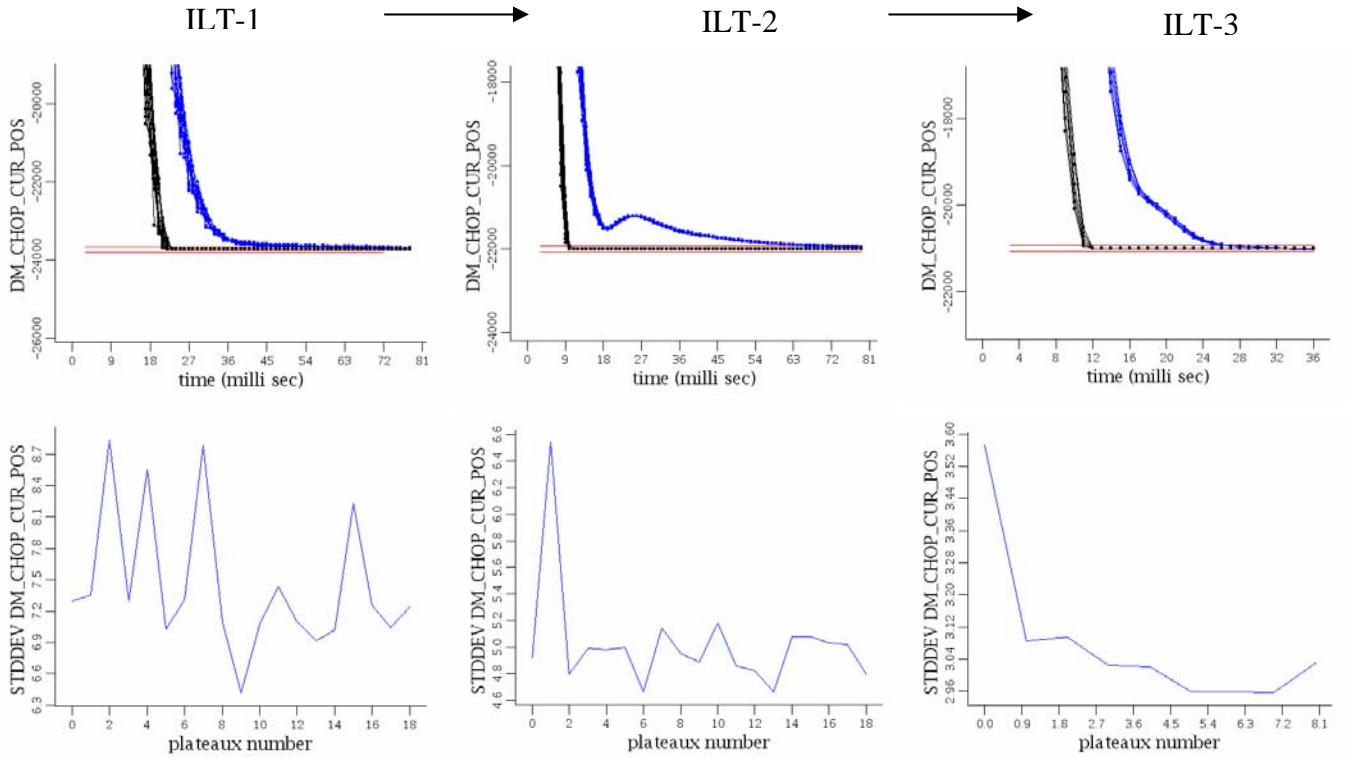 ILT-1
ILT-2
ILT-3
DM_CHOP_CUR_POS
-20000
-22000
-24000
-26000
0 9 18 27 36 45 54 63 72 81
time (milli sec)
DM_CHOP_CUR_POS
-18000
-20000
-22000
-24000
0 9 18 27 36 45 54 63 72 81
time (milli sec)
DM_CHOP_CUR_POS
-18000
-20000
-22000
0 4 8 12 16 20 24 28 32 36
time (milli sec)
STDDEV DM_CHOP_CUR_POS
8.7
8.4
8.1
7.8
7.5
7.2
6.9
6.6
6.3
0 2 4 6 8 10 12 14 16 18
plateaux number
STDDEV DM_CHOP_CUR_POS
6.6
6.4
6.2
6.0
5.8
5.6
5.4
5.2
5.0
4.8
4.6
0 2 4 6 8 10 12 14 16 18
plateaux number
STDDEV DM_CHOP_CUR_POS
3.60
3.52
3.44
3.36
3.28
3.20
3.12
3.04
2.96
0.0 0.9 1.8 2.7 3.6 4.5 5.4 6.3 7.2 8.1
plateaux number